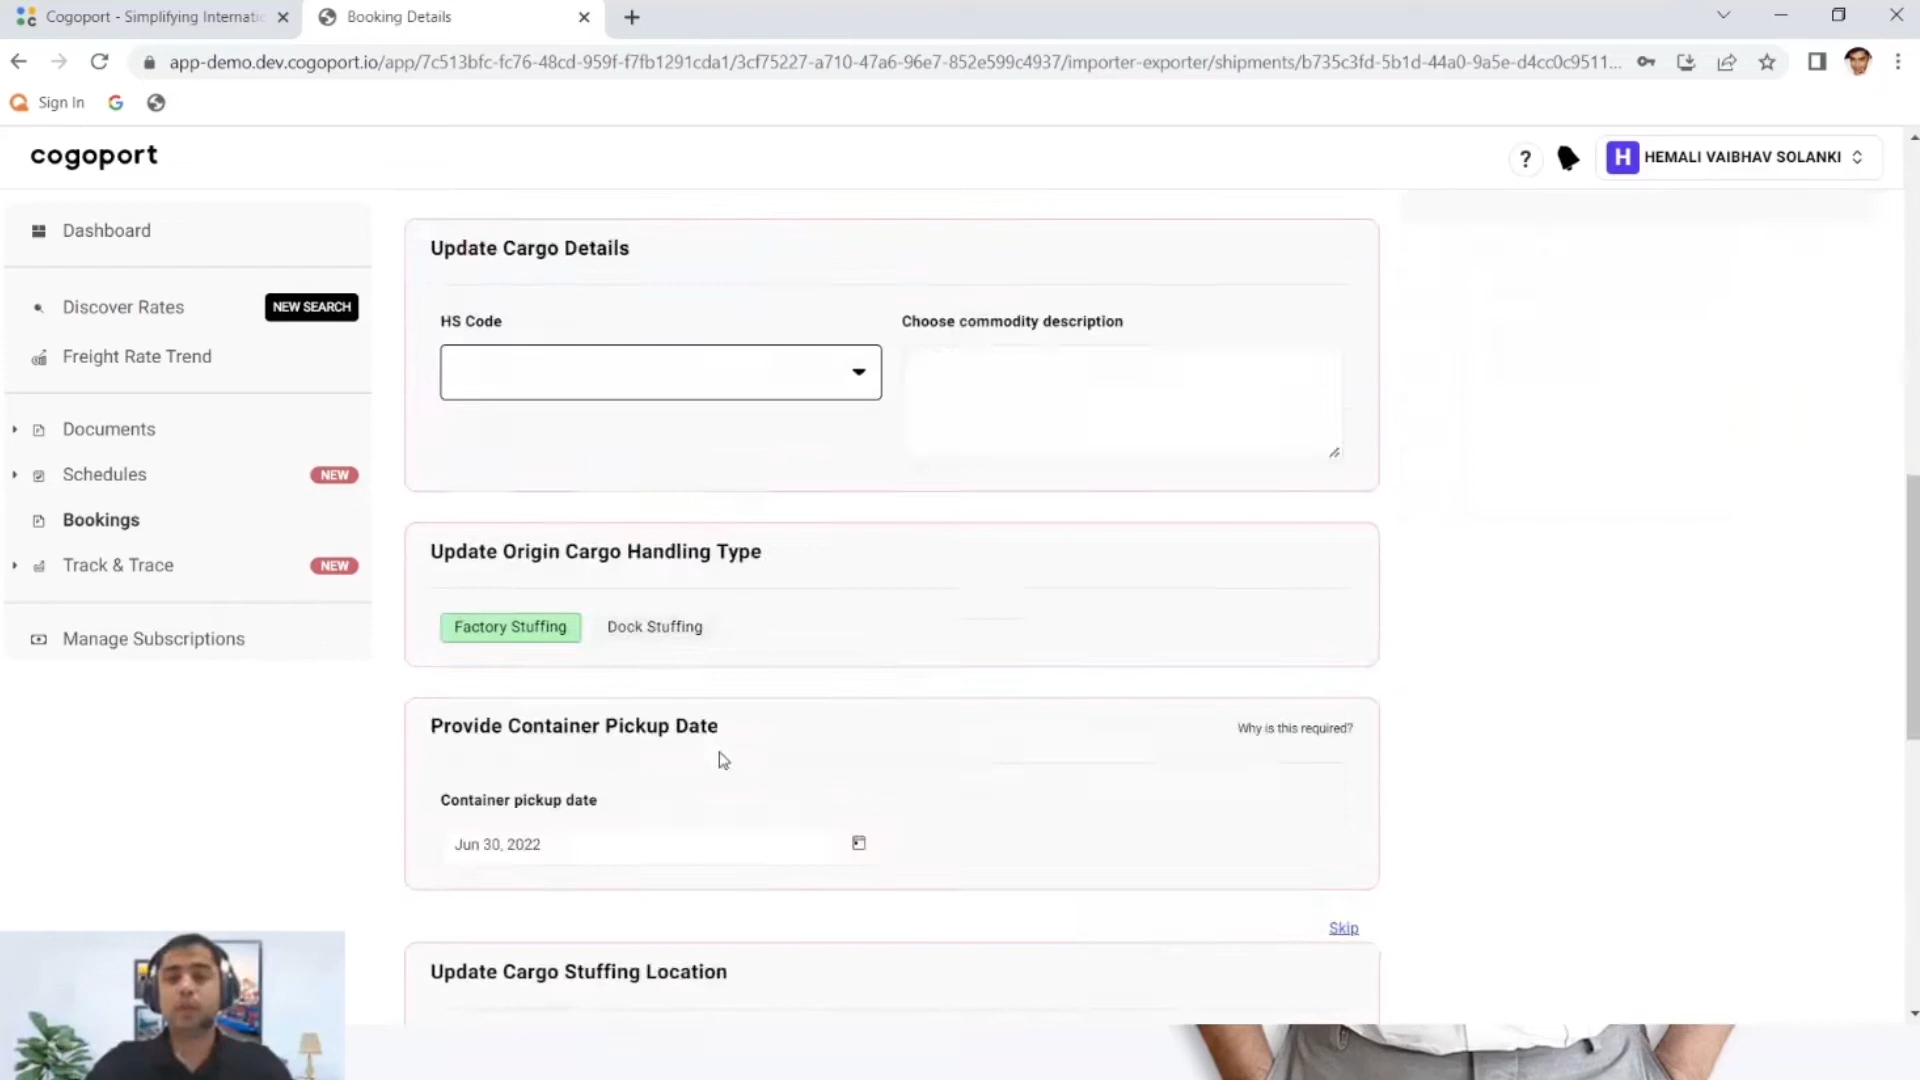 Cogoport - Simplifying Internatic
Booking Details
app-demo.dev.cogoport.io/app/7c513bfc-fc76-48cd-959f-f7fb1291cda1/3cf75227-a710-47a6-96e7-852e599c4937/importer-exporter/shipments/b735c3fd-5b1d-44a0-9a5e-d4cc0c9511...
Sign In
cogoport
?
H HEMALI VAIBHAV SOLANKI
Dashboard
Discover Rates NEW SEARCH
Freight Rate Trend
Documents
Schedules NEW
Bookings
Track & Trace NEW
Manage Subscriptions
Update Cargo Details
HS Code
Choose commodity description
Update Origin Cargo Handling Type
Factory Stuffing Dock Stuffing
Provide Container Pickup Date
Why is this required?
Container pickup date
Jun 30, 2022
Skip
Update Cargo Stuffing Location